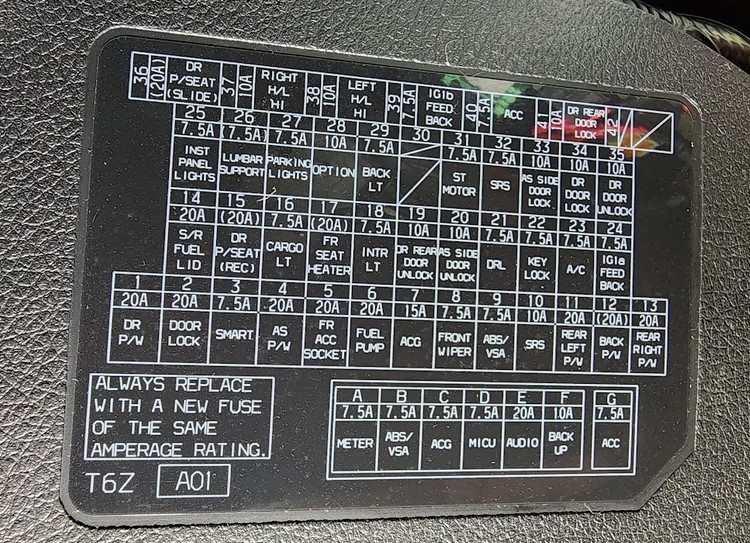 36 (20A) DR P/SEAT (SLIDE) 37 10A RIGHT H/L HI 38 10A LEFT H/L HI 39 7.5A IG1b FEED BACK 40 7.5A ACC 41 10A DR REAR DOOR LOCK 42
25 26 27 28 29 30 31 32 33 34 35
7.5A (7.5A) 7.5A 10A 7.5A 7.5A 7.5A 10A 10A 10A
INST PANEL LIGHTS LUMBAR SUPPORT PARKING LIGHTS OPTION BACK LT ST MOTOR SRS AS SIDE DOOR LOCK DR DOOR LOCK DR DOOR UNLOCK
14 15 16 17 18 19 20 21 22 23 24
20A (20A) 7.5A (20A) 7.5A 10A 10A 7.5A 7.5A 7.5A 7.5A
S/R FUEL LID DR P/SEAT (REC) CARGO LT FR SEAT HEATER INTR LT DR REAR DOOR UNLOCK AS SIDE DOOR UNLOCK DRL KEY LOCK A/C IG1a FEED BACK
1 2 3 4 5 6 7 8 9 10 11 12 13
20A 20A 7.5A 20A 20A 20A 15A 7.5A 7.5A 10A 20A (20A) 20A
DR P/W DOOR LOCK SMART AS P/W FR ACC SOCKET FUEL PUMP ACG FRONT WIPER ABS/VSA SRS REAR LEFT P/W BACK P/W REAR RIGHT P/W
ALWAYS REPLACE
WITH A NEW FUSE
OF THE SAME
AMPERAGE RATING.
A B C D E F G
7.5A 7.5A 7.5A 7.5A 20A 10A 7.5A
METER ABS/VSA ACG MICU AUDIO BACK UP ACC
T6Z A01